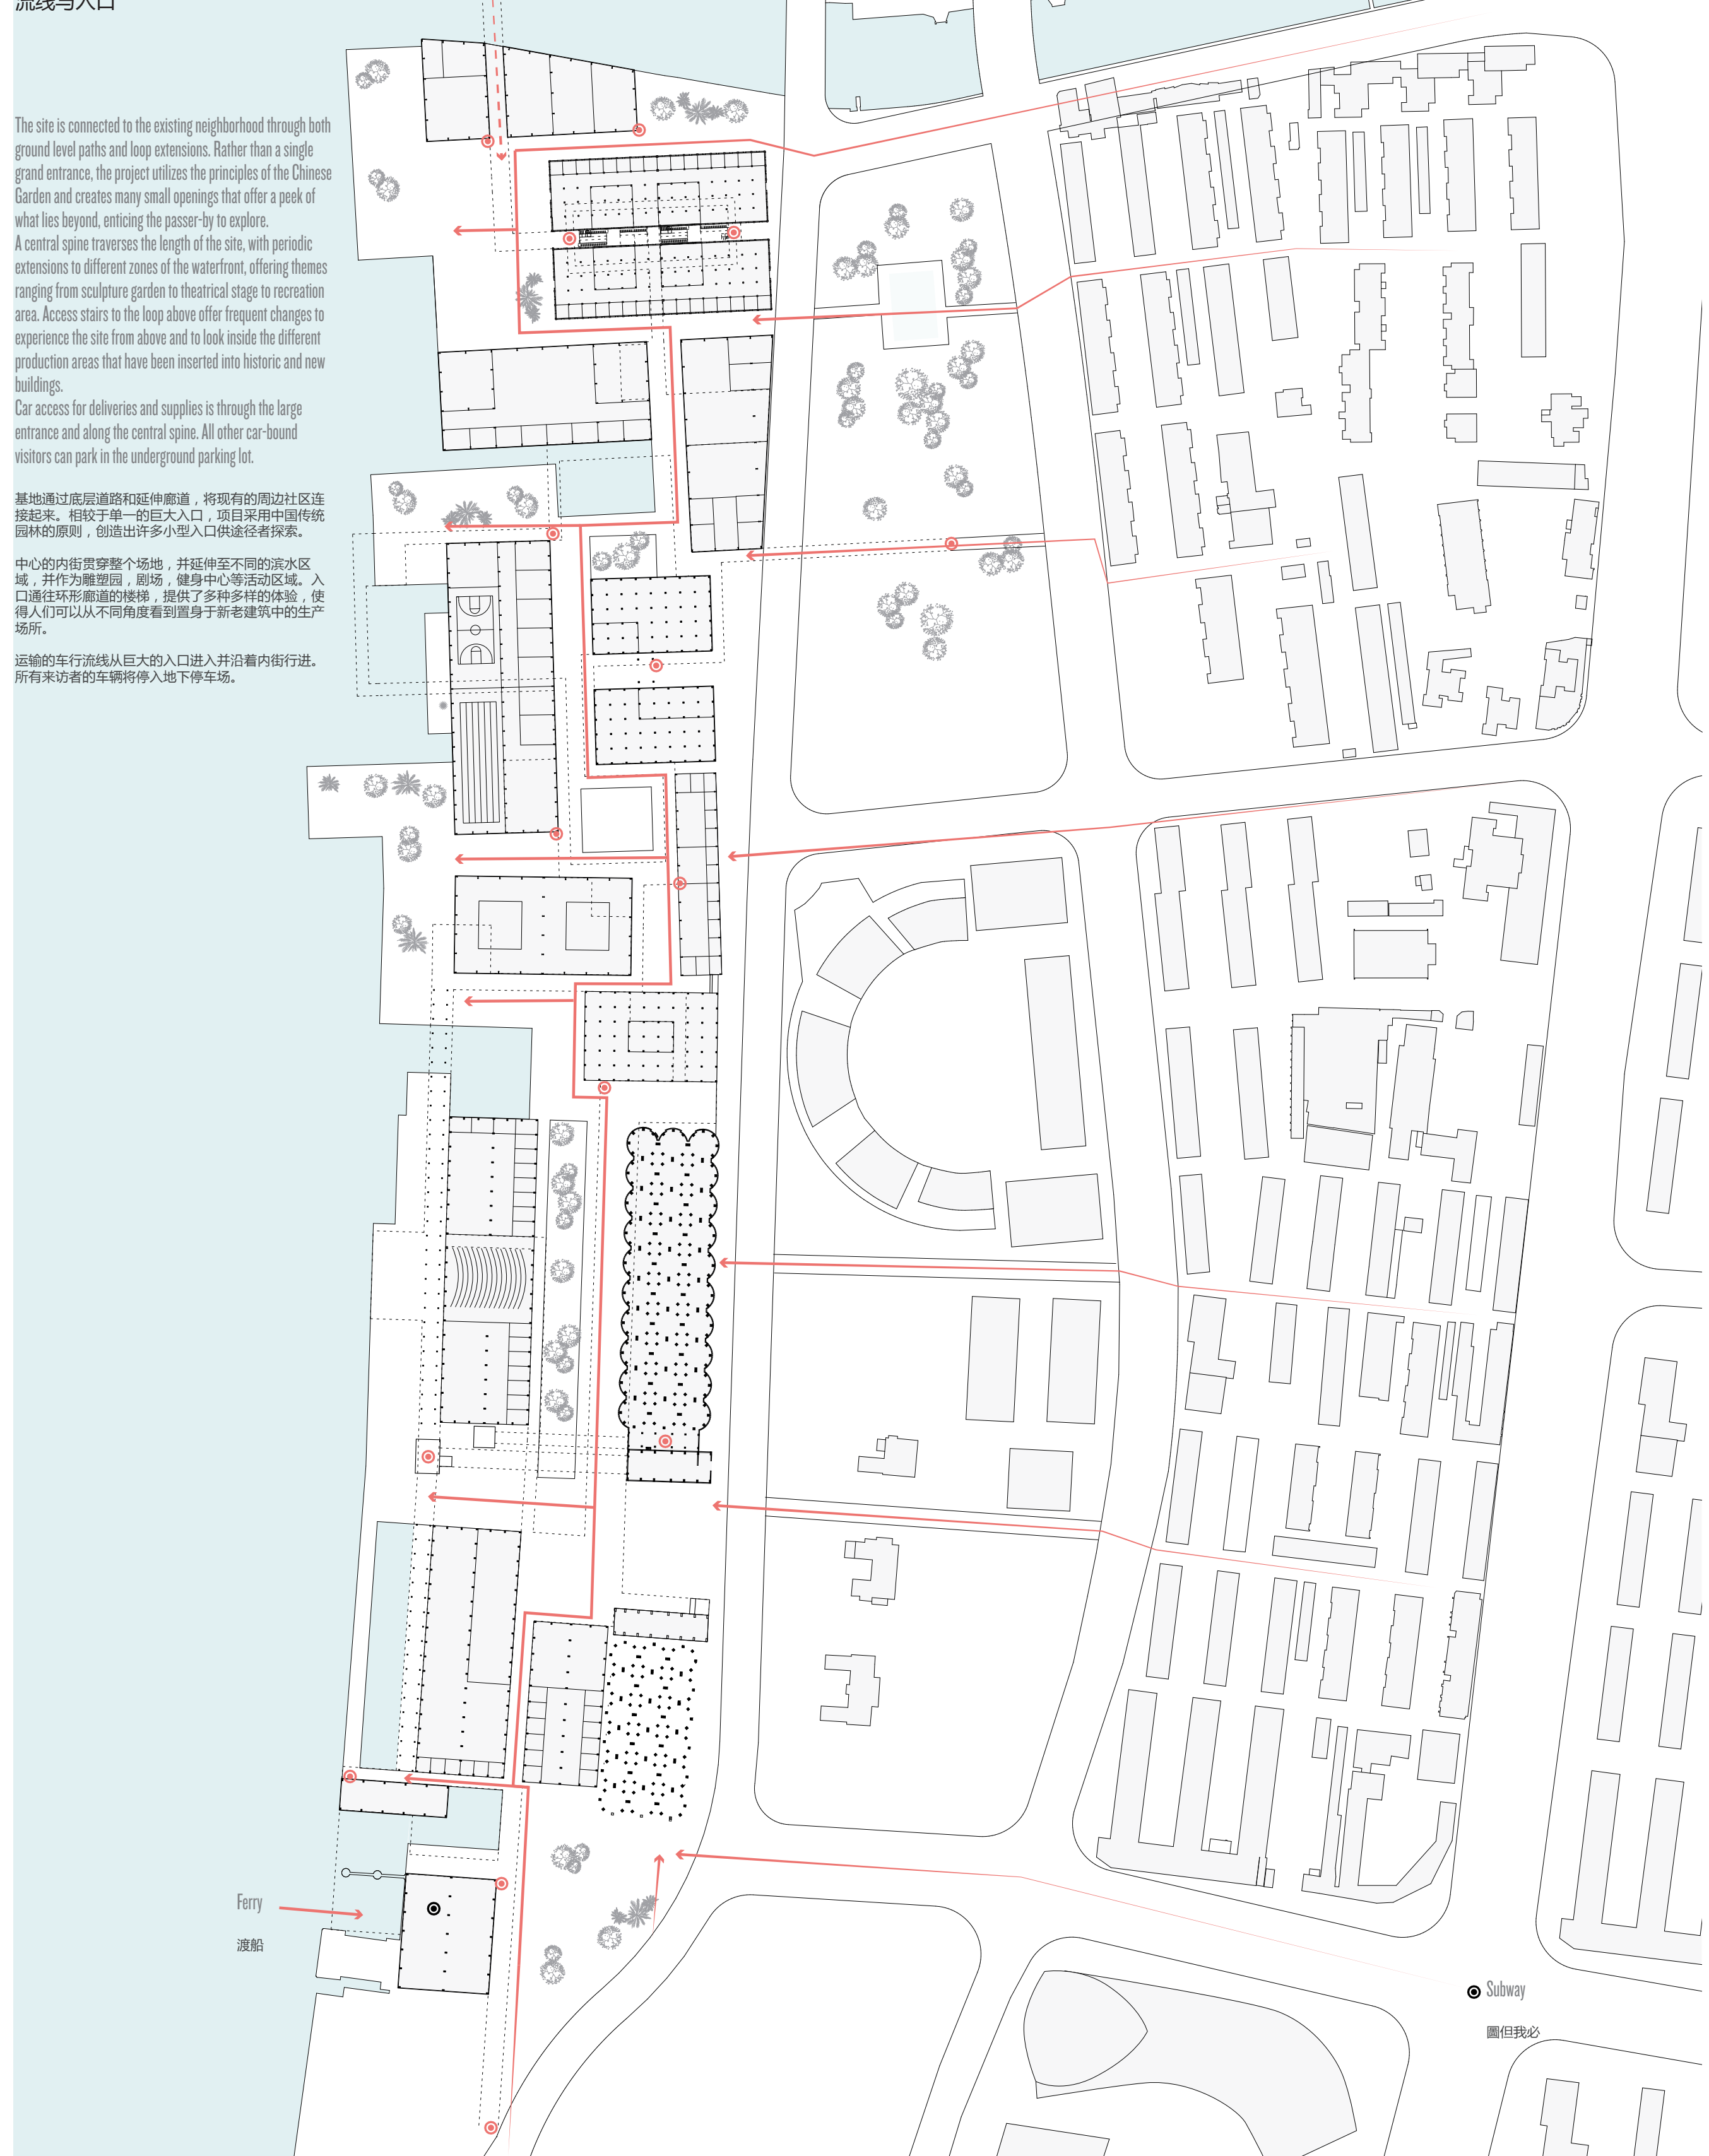 流线与入口
The site is connected to the existing neighborhood through both
ground level paths and loop extensions. Rather than a single
grand entrance, the project utilizes the principles of the Chinese
Garden and creates many small openings that offer a peek of
what lies beyond, enticing the passer-by to explore.
A central spine traverses the length of the site, with periodic
extensions to different zones of the waterfront, offering themes
ranging from sculpture garden to theatrical stage to recreation
area. Access stairs to the loop above offer frequent changes to
experience the site from above and to look inside the different
production areas that have been inserted into historic and new
buildings.
Car access for deliveries and supplies is through the large
entrance and along the central spine. All other car-bound
visitors can park in the underground parking lot.
基地通过底层道路和延伸廊道，将现有的周边社区连
接起来。相较于单一的巨大入口，项目采用中国传统
园林的原则，创造出许多小型入口供途径者探索。
中心的内街贯穿整个场地，并延伸至不同的滨水区
域，并作为雕塑园，剧场，健身中心等活动区域。入
口通往环形廊道的楼梯，提供了多种多样的体验，使
得人们可以从不同角度看到置身于新老建筑中的生产
场所。
运输的车行流线从巨大的入口进入并沿着内街行进。
所有来访者的车辆将停入地下停车场。
Ferry
渡船
Subway
圖但我必